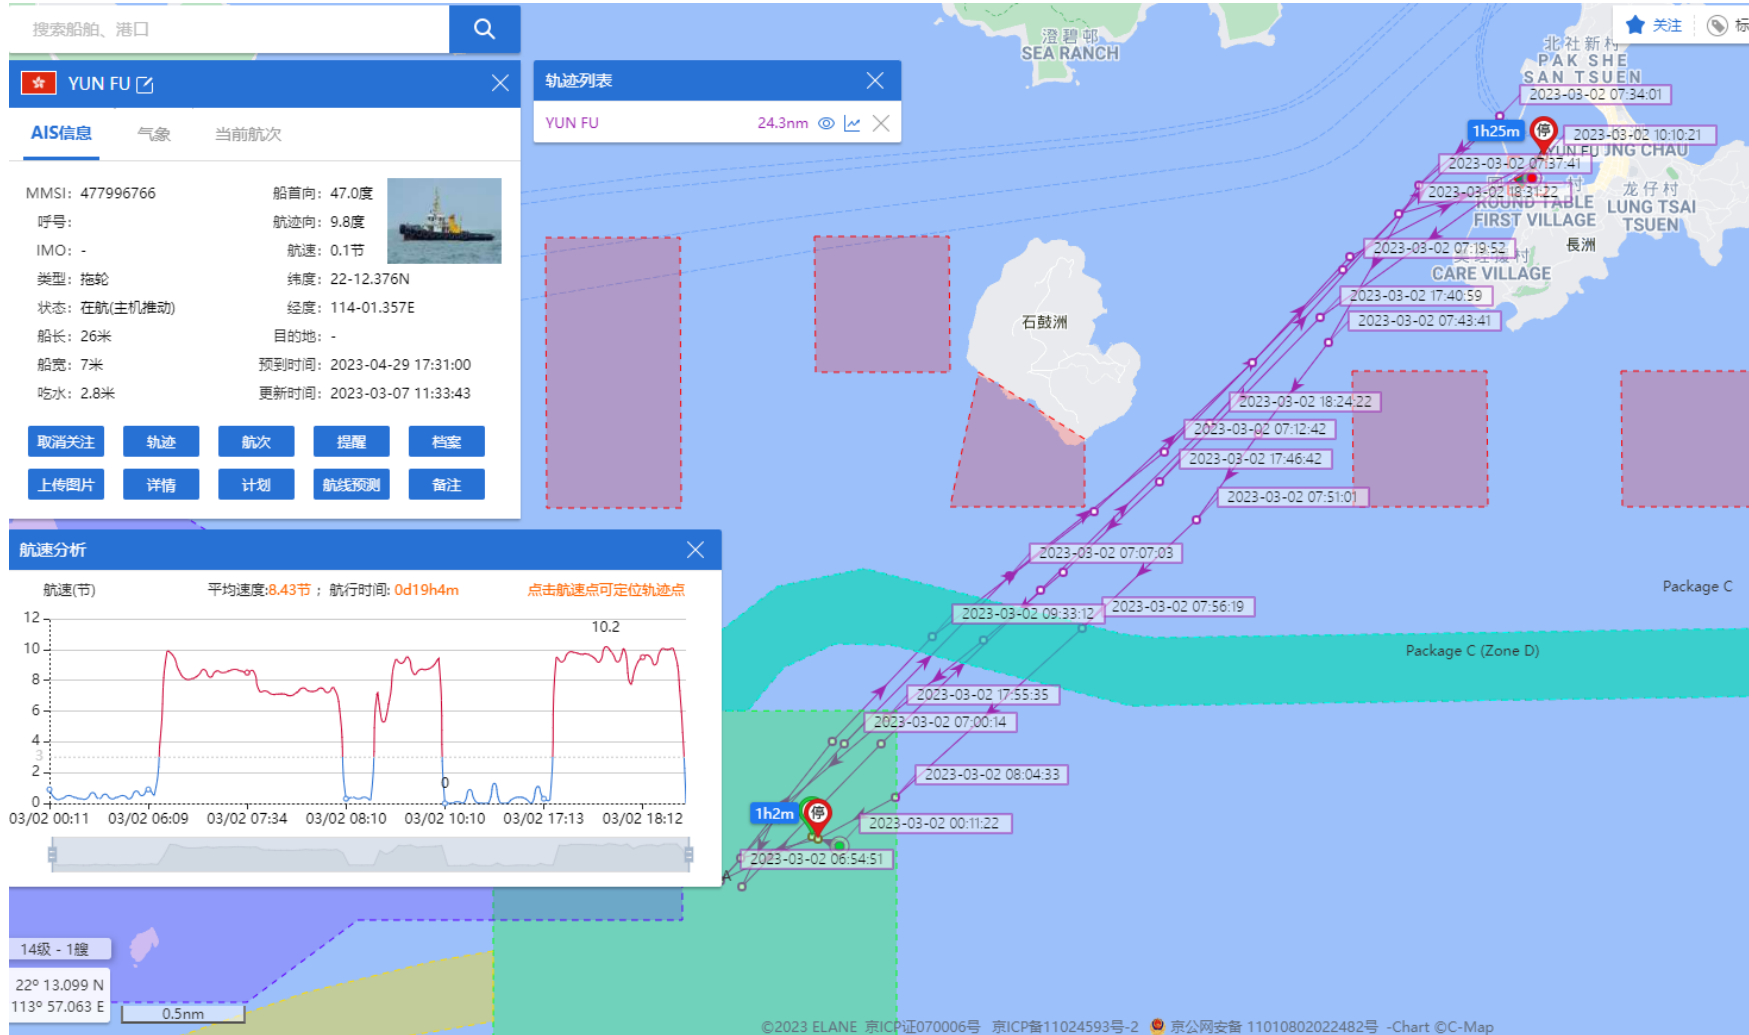 搜索船舶、港口
YUN FU
AIS信息
气象
当前航次
MMSI: 477996766
船首向: 47.0度
呼号:
航迹向: 9.8度
IMO: -
航速: 0.1节
类型: 拖轮
纬度: 22-12.376N
状态: 在航(主机推动)
经度: 114-01.357E
船长: 26米
目的地: -
船宽: 7米
预到时间: 2023-04-29 17:31:00
吃水: 2.8米
更新时间: 2023-03-07 11:33:43
取消关注
轨迹
航次
提醒
档案
上传图片
详情
计划
航线预测
备注
轨迹列表
YUN FU
24.3nm
关注
标
澄碧邨
SEA RANCH
北社新村
PAK SHE
SAN TSUEN
2023-03-02 07:34:01
1h25m
停
2023-03-02 10:10:21
YUN FU
NG CHAU
2023-03-02 07:37:41
2023-03-02 18:31:22
村
ROUND TABLE
FIRST VILLAGE
龙仔村
LUNG TSAI
TSUEN
長洲
2023-03-02 07:19:52
村
CARE VILLAGE
2023-03-02 17:40:59
2023-03-02 07:43:41
石鼓洲
2023-03-02 18:24:22
2023-03-02 07:12:42
2023-03-02 17:46:42
2023-03-02 07:51:01
2023-03-02 07:07:03
2023-03-02 09:33:12
2023-03-02 07:56:19
Package C
Package C (Zone D)
2023-03-02 17:55:35
2023-03-02 07:00:14
2023-03-02 08:04:33
1h2m
停
2023-03-02 00:11:22
2023-03-02 06:54:51
A
航速分析
航速(节)
平均速度:8.43节 ; 航行时间: 0d19h4m
点击航速点可定位轨迹点
12
10
8
6
4
3
2
0
10.2
0
03/02 00:11
03/02 06:09
03/02 07:34
03/02 08:10
03/02 10:10
03/02 17:13
03/02 18:12
14级 - 1艘
22º 13.099 N
113º 57.063 E
0.5nm
©2023 ELANE 京ICP证070006号 京ICP备11024593号-2 京公网安备 11010802022482号 -Chart ©C-Map